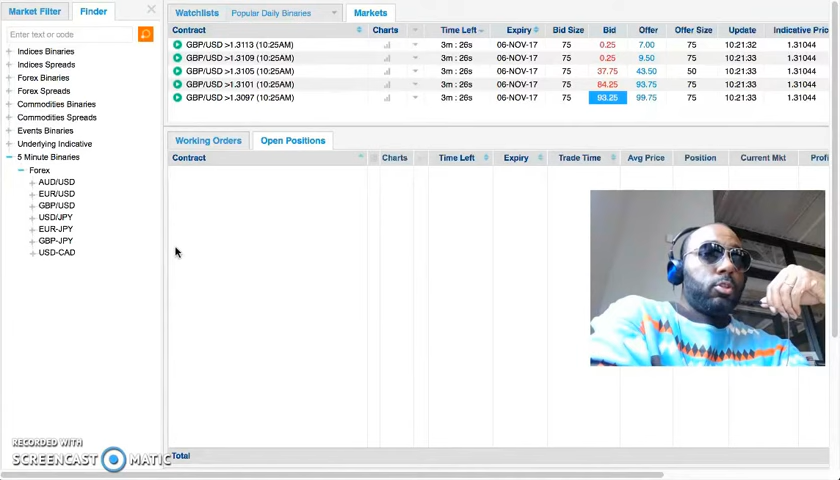 Market Filter Finder
Watchlists Popular Daily Binaries Markets
Enter text or code
Contract Charts Time Left Expiry Bid Size Bid Offer Offer Size Update Indicative Pric
GBP/USD >1.3113 (10:25AM) 3m : 26s 06-NOV-17 75 0.25 7.00 75 10:21:32 1.31044
GBP/USD >1.3109 (10:25AM) 3m : 26s 06-NOV-17 75 0.25 9.50 75 10:21:33 1.31044
GBP/USD >1.3105 (10:25AM) 3m : 26s 06-NOV-17 75 37.75 43.50 50 10:21:33 1.31044
GBP/USD >1.3101 (10:25AM) 3m : 26s 06-NOV-17 75 84.25 93.75 75 10:21:33 1.31044
GBP/USD >1.3097 (10:25AM) 3m : 26s 06-NOV-17 75 93.25 99.75 75 10:21:33 1.31044
Indices Binaries
Indices Spreads
Forex Binaries
Forex Spreads
Commodities Binaries
Commodities Spreads
Events Binaries
Underlying Indicative
5 Minute Binaries
Forex
AUD/USD
EUR/USD
GBP/USD
USD/JPY
EUR-JPY
GBP-JPY
USD-CAD
Working Orders Open Positions
Contract Charts Time Left Expiry Trade Time Avg Price Position Current Mkt Profi
Total
RECORDED WITH
SCREENCAST MATIC